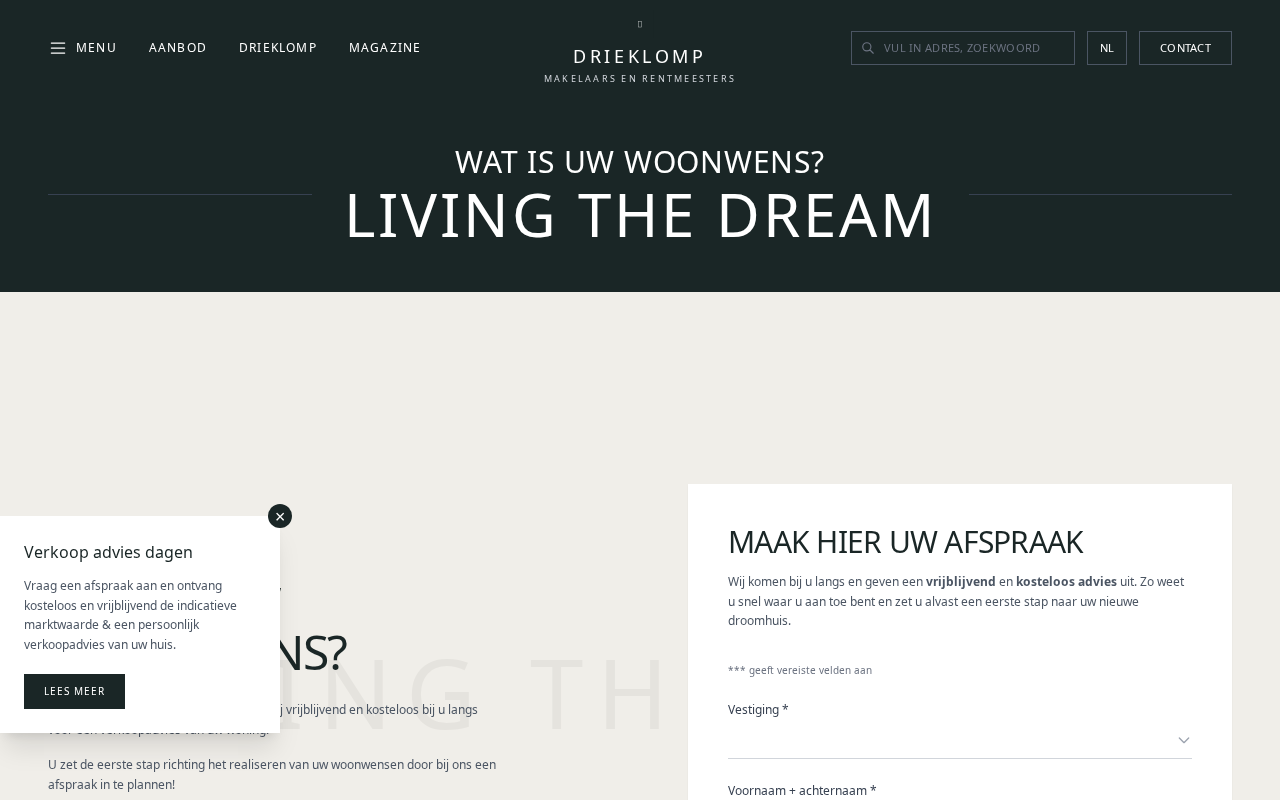 MENU
AANBOD
DRIEKLOMP
MAGAZINE
DRIEKLOMP
MAKELAARS EN RENTMEESTERS
VUL IN ADRES, ZOEKWOORD
NL
CONTACT
WAT IS UW WOONWENS?
LIVING THE DREAM
Verkoop advies dagen
Vraag een afspraak aan en ontvang
kosteloos en vrijblijvend de indicatieve
marktwaarde & een persoonlijk
verkoopadvies van uw huis.
LEES MEER
NS?
ING TH
j vrijblijvend en kosteloos bij u langs
U zet de eerste stap richting het realiseren van uw woonwensen door bij ons een
afspraak in te plannen!
MAAK HIER UW AFSPRAAK
Wij komen bij u langs en geven een vrijblijvend en kosteloos advies uit. Zo weet
u snel waar u aan toe bent en zet u alvast een eerste stap naar uw nieuwe
droomhuis.
*** geeft vereiste velden aan
Vestiging *
Voornaam + achternaam *